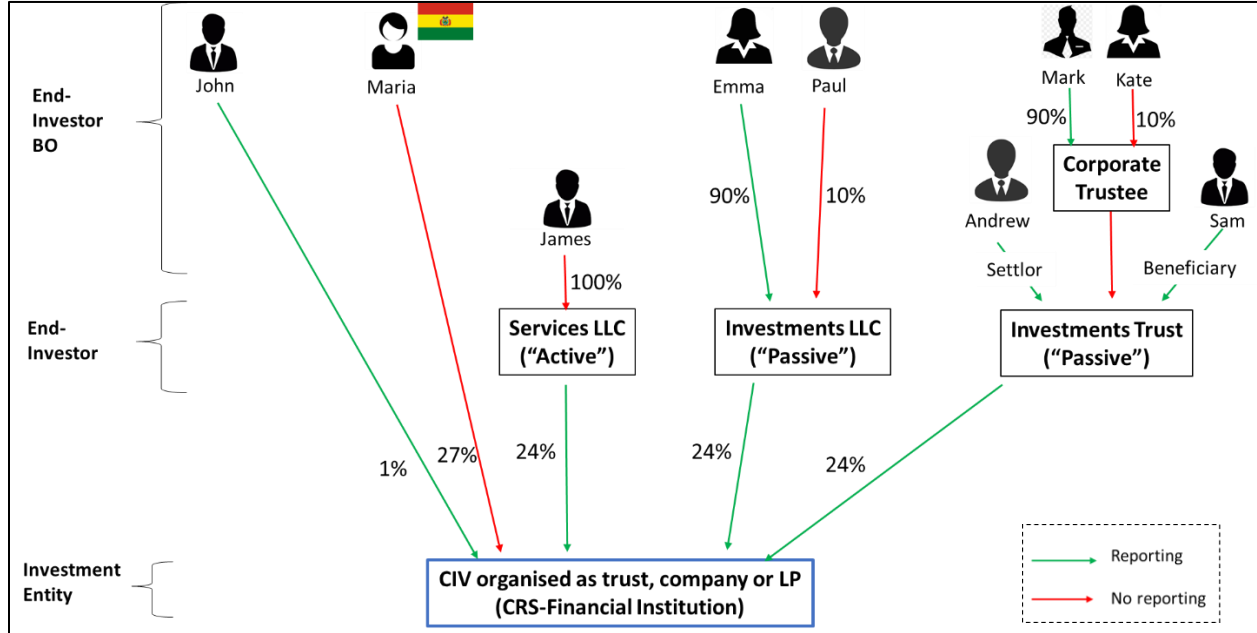 John
Maria
Emma
Paul
Mark
Kate
End-
Investor
BO
90%
10%
Corporate
Trustee
90%
10%
Andrew
Sam
James
Settlor
Beneficiary
100%
End-
Investor
Services LLC
(“Active”)
Investments LLC
(“Passive”)
Investments Trust
(“Passive”)
1%
27%
24%
24%
24%
Investment
Entity
CIV organised as trust, company or LP
(CRS-Financial Institution)
Reporting
No reporting